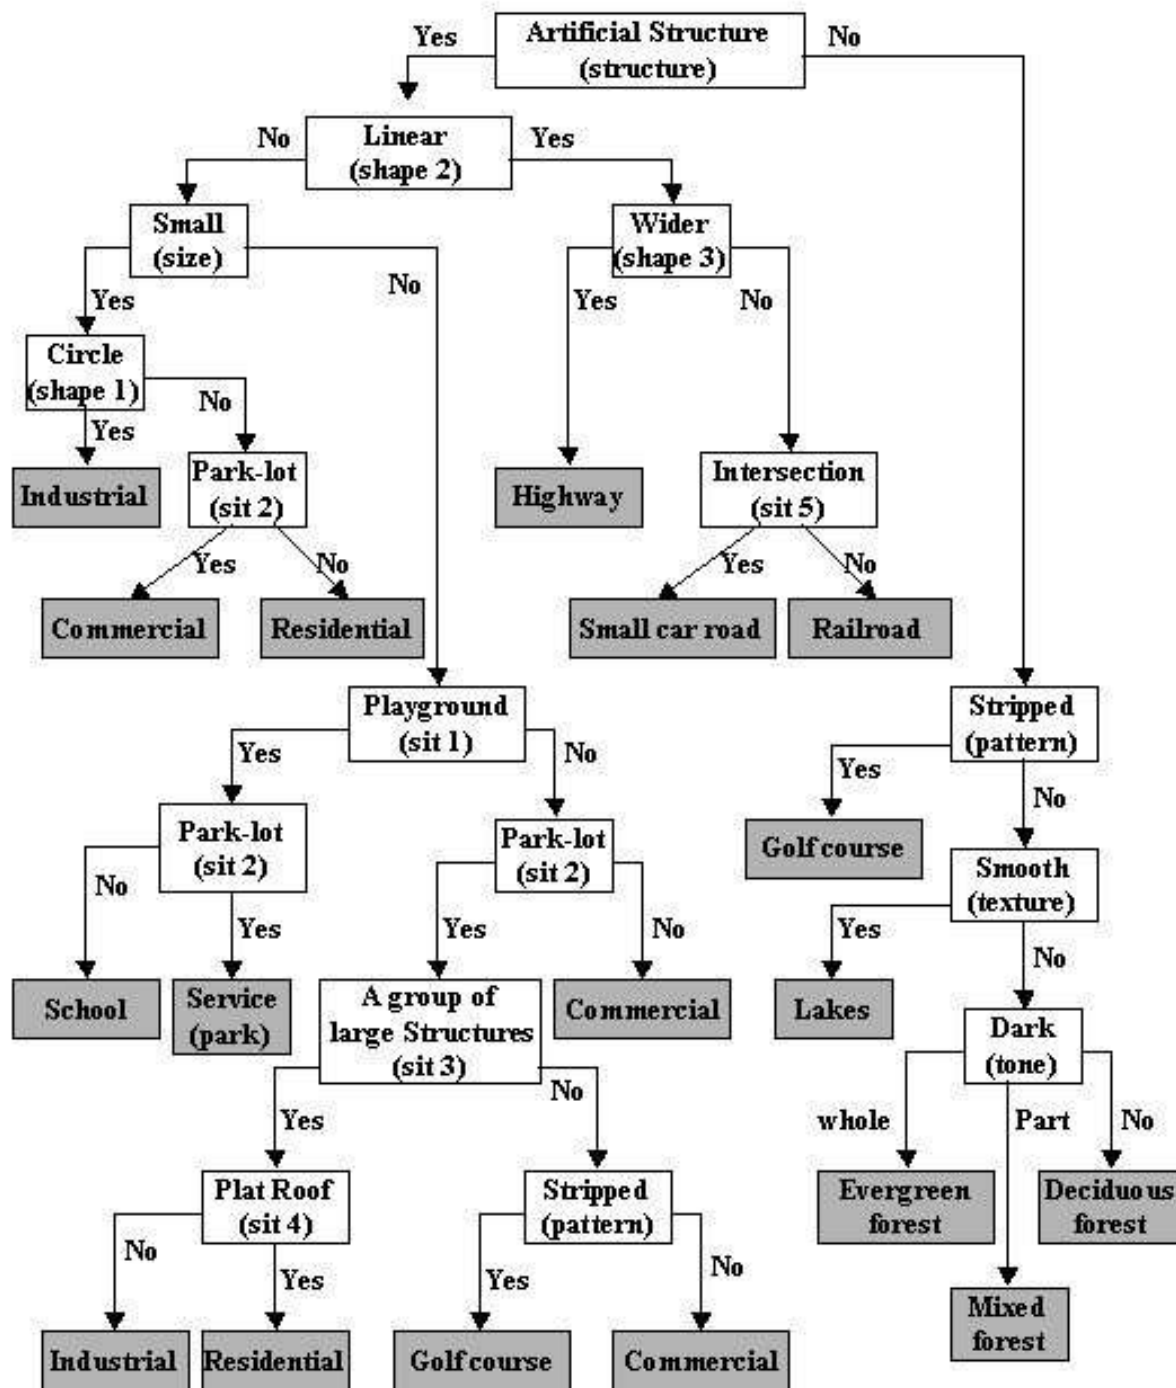 Artificial Structure
(structure)
Yes
No
Linear
(shape 2)
No
Yes
Small
(size)
Wider
(shape 3)
Yes
No
Yes
No
Circle
(shape 1)
Yes
No
Industrial
Park-lot
(sit 2)
Highway
Intersection
(sit 5)
Yes
No
Yes
No
Commercial
Residential
Small car road
Railroad
Playground
(sit 1)
Stripped
(pattern)
Yes
No
Yes
No
Park-lot
(sit 2)
Park-lot
(sit 2)
Golf course
Smooth
(texture)
No
Yes
Yes
No
Yes
No
School
Service
(park)
A group of
large Structures
(sit 3)
Commercial
Lakes
Dark
(tone)
Yes
No
whole
Part
No
Plat Roof
(sit 4)
Stripped
(pattern)
Evergreen
forest
Deciduous
forest
No
Yes
Yes
No
Mixed
forest
Industrial
Residential
Golf course
Commercial